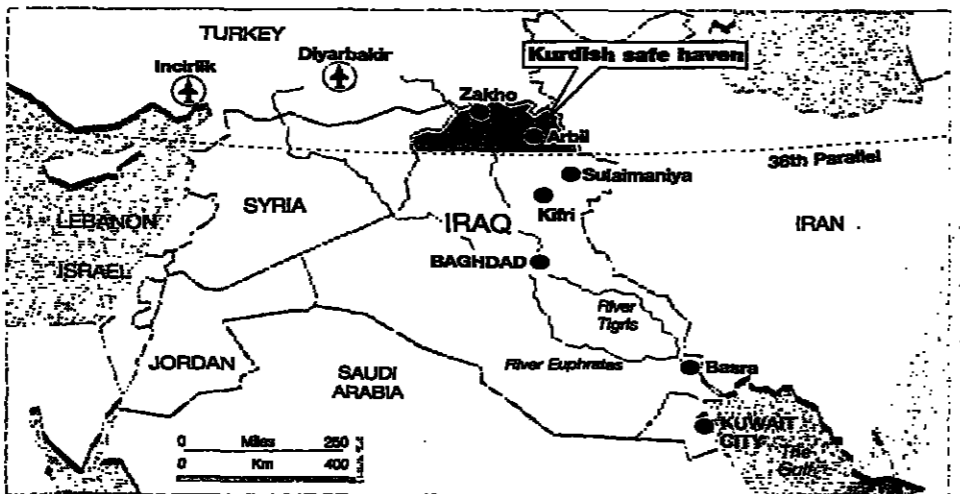 TURKEY
Incirlik
Diyarbakir
Kurdish safe haven
Zakho
Arbil
36th Parallel
Sulaimaniya
Kifri
SYRIA
LEBANON
IRAQ
IRAN
BAGHDAD
ISRAEL
River
Tigris
JORDAN
River Euphrates
Basra
SAUDI
ARABIA
KUWAIT
CITY
The
Gulf
0 Miles 250
0 Km 400